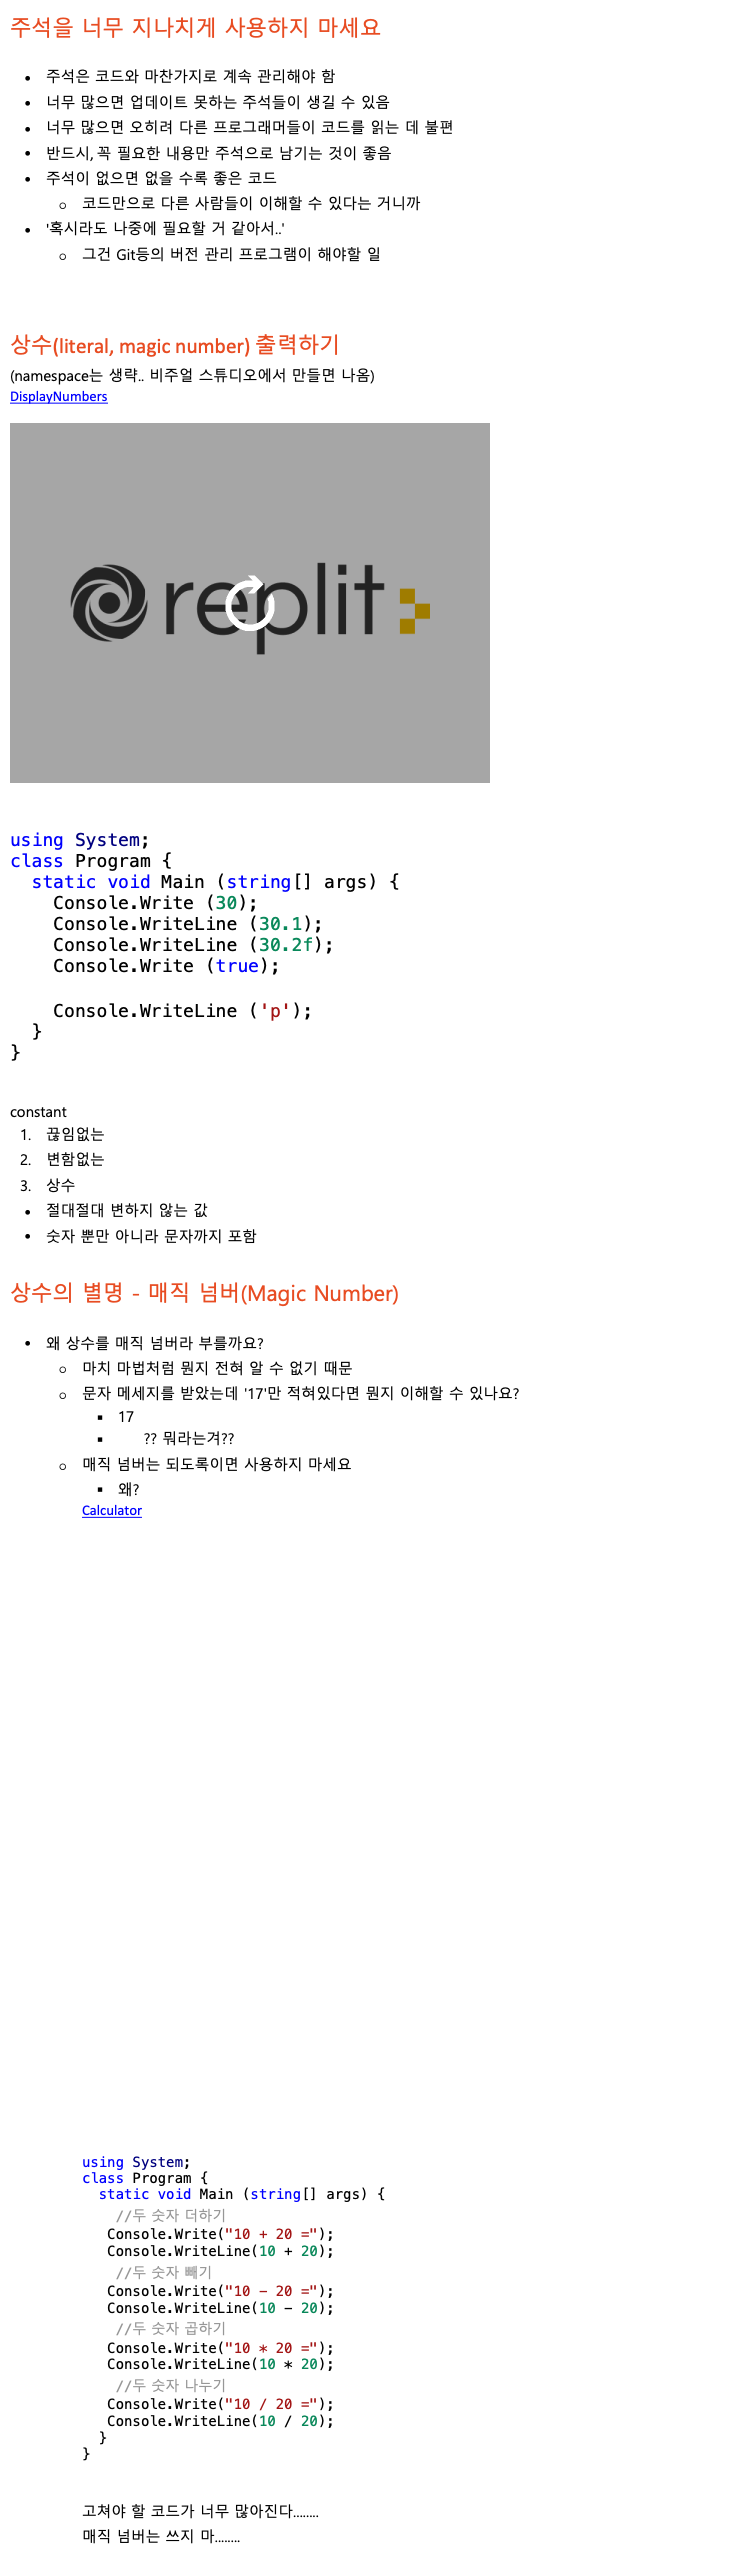 주석을 너무 지나치게 사용하지 마세요
• 주석은 코드와 마찬가지로 계속 관리해야 함
• 너무 많으면 업데이트 못하는 주석들이 생길 수 있음
• 너무 많으면 오히려 다른 프로그래머들이 코드를 읽는 데 불편
• 반드시, 꼭 필요한 내용만 주석으로 남기는 것이 좋음
• 주석이 없으면 없을 수록 좋은 코드
○ 코드만으로 다른 사람들이 이해할 수 있다는 거니까
• '혹시라도 나중에 필요할 거 같아서..'
○ 그건 Git등의 버전 관리 프로그램이 해야할 일
상수(literal, magic number) 출력하기
(namespace는 생략.. 비주얼 스튜디오에서 만들면 나옴)
DisplayNumbers
replit
using System;
class Program {
  static void Main (string[] args) {
    Console.Write (30);
    Console.WriteLine (30.1);
    Console.WriteLine (30.2f);
    Console.Write (true);
    Console.WriteLine ('p');
  }
}
constant
1. 끊임없는
2. 변함없는
3. 상수
• 절대절대 변하지 않는 값
• 숫자 뿐만 아니라 문자까지 포함
상수의 별명 - 매직 넘버(Magic Number)
• 왜 상수를 매직 넘버라 부를까요?
○ 마치 마법처럼 뭔지 전혀 알 수 없기 때문
○ 문자 메세지를 받았는데 '17'만 적혀있다면 뭔지 이해할 수 있나요?
▪ 17
▪ ?? 뭐라는겨??
○ 매직 넘버는 되도록이면 사용하지 마세요
▪ 왜?
Calculator
using System;
class Program {
  static void Main (string[] args) {
    //두 숫자 더하기
   Console.Write("10 + 20 =");
   Console.WriteLine(10 + 20);
    //두 숫자 빼기
   Console.Write("10 - 20 =");
   Console.WriteLine(10 - 20);
    //두 숫자 곱하기
   Console.Write("10 * 20 =");
   Console.WriteLine(10 * 20);
    //두 숫자 나누기
   Console.Write("10 / 20 =");
   Console.WriteLine(10 / 20);
  }
}
고쳐야 할 코드가 너무 많아진다........
매직 넘버는 쓰지 마........